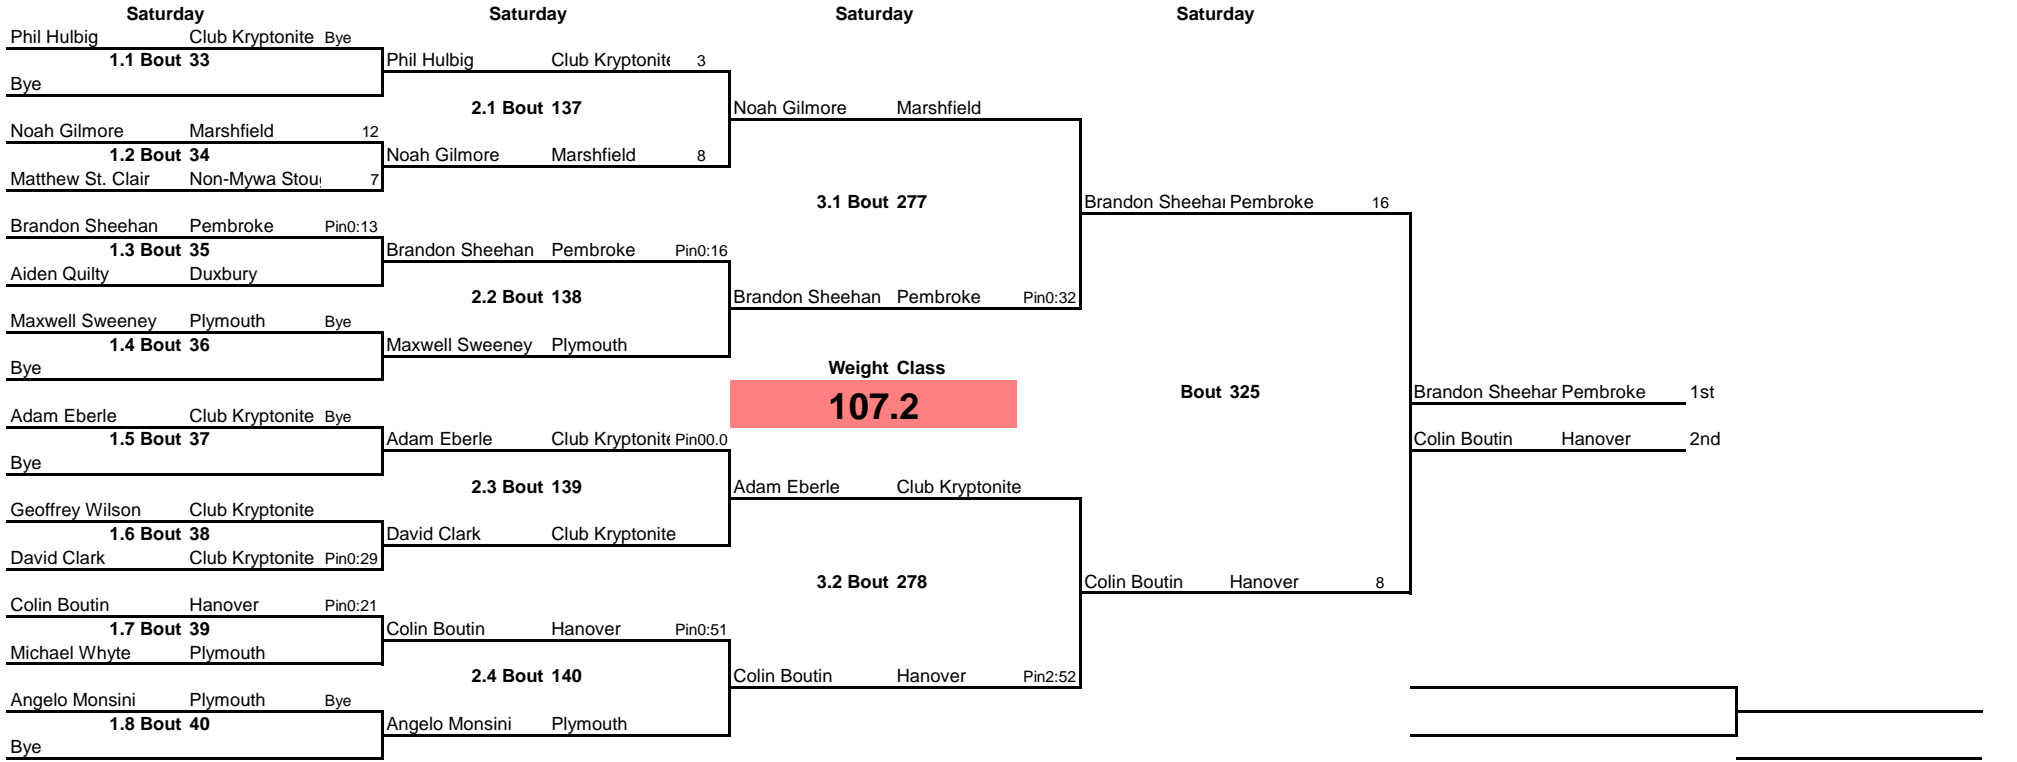 Saturday Saturday Saturday Saturday
Phil Hulbig Club Kryptonite Bye
1.1 Bout 33 Phil Hulbig Club Kryptonite 3
Bye
2.1 Bout 137 Noah Gilmore Marshfield
Noah Gilmore Marshfield 12
1.2 Bout 34 Noah Gilmore Marshfield 8
Matthew St. Clair Non-Mywa Stoug 7
3.1 Bout 277 Brandon Sheehan Pembroke 16
Brandon Sheehan Pembroke Pin0:13
1.3 Bout 35 Brandon Sheehan Pembroke Pin0:16
Aiden Quilty Duxbury
2.2 Bout 138 Brandon Sheehan Pembroke Pin0:32
Maxwell Sweeney Plymouth Bye
1.4 Bout 36 Maxwell Sweeney Plymouth
Bye Weight Class
107.2 Bout 325 Brandon Sheehan Pembroke 1st
Adam Eberle Club Kryptonite Bye
1.5 Bout 37 Adam Eberle Club Kryptonite Pin00.0 Colin Boutin Hanover 2nd
Bye
2.3 Bout 139 Adam Eberle Club Kryptonite
Geoffrey Wilson Club Kryptonite
1.6 Bout 38 David Clark Club Kryptonite
David Clark Club Kryptonite Pin0:29
3.2 Bout 278 Colin Boutin Hanover 8
Colin Boutin Hanover Pin0:21
1.7 Bout 39 Colin Boutin Hanover Pin0:51
Michael Whyte Plymouth
2.4 Bout 140 Colin Boutin Hanover Pin2:52
Angelo Monsini Plymouth Bye
1.8 Bout 40 Angelo Monsini Plymouth
Bye